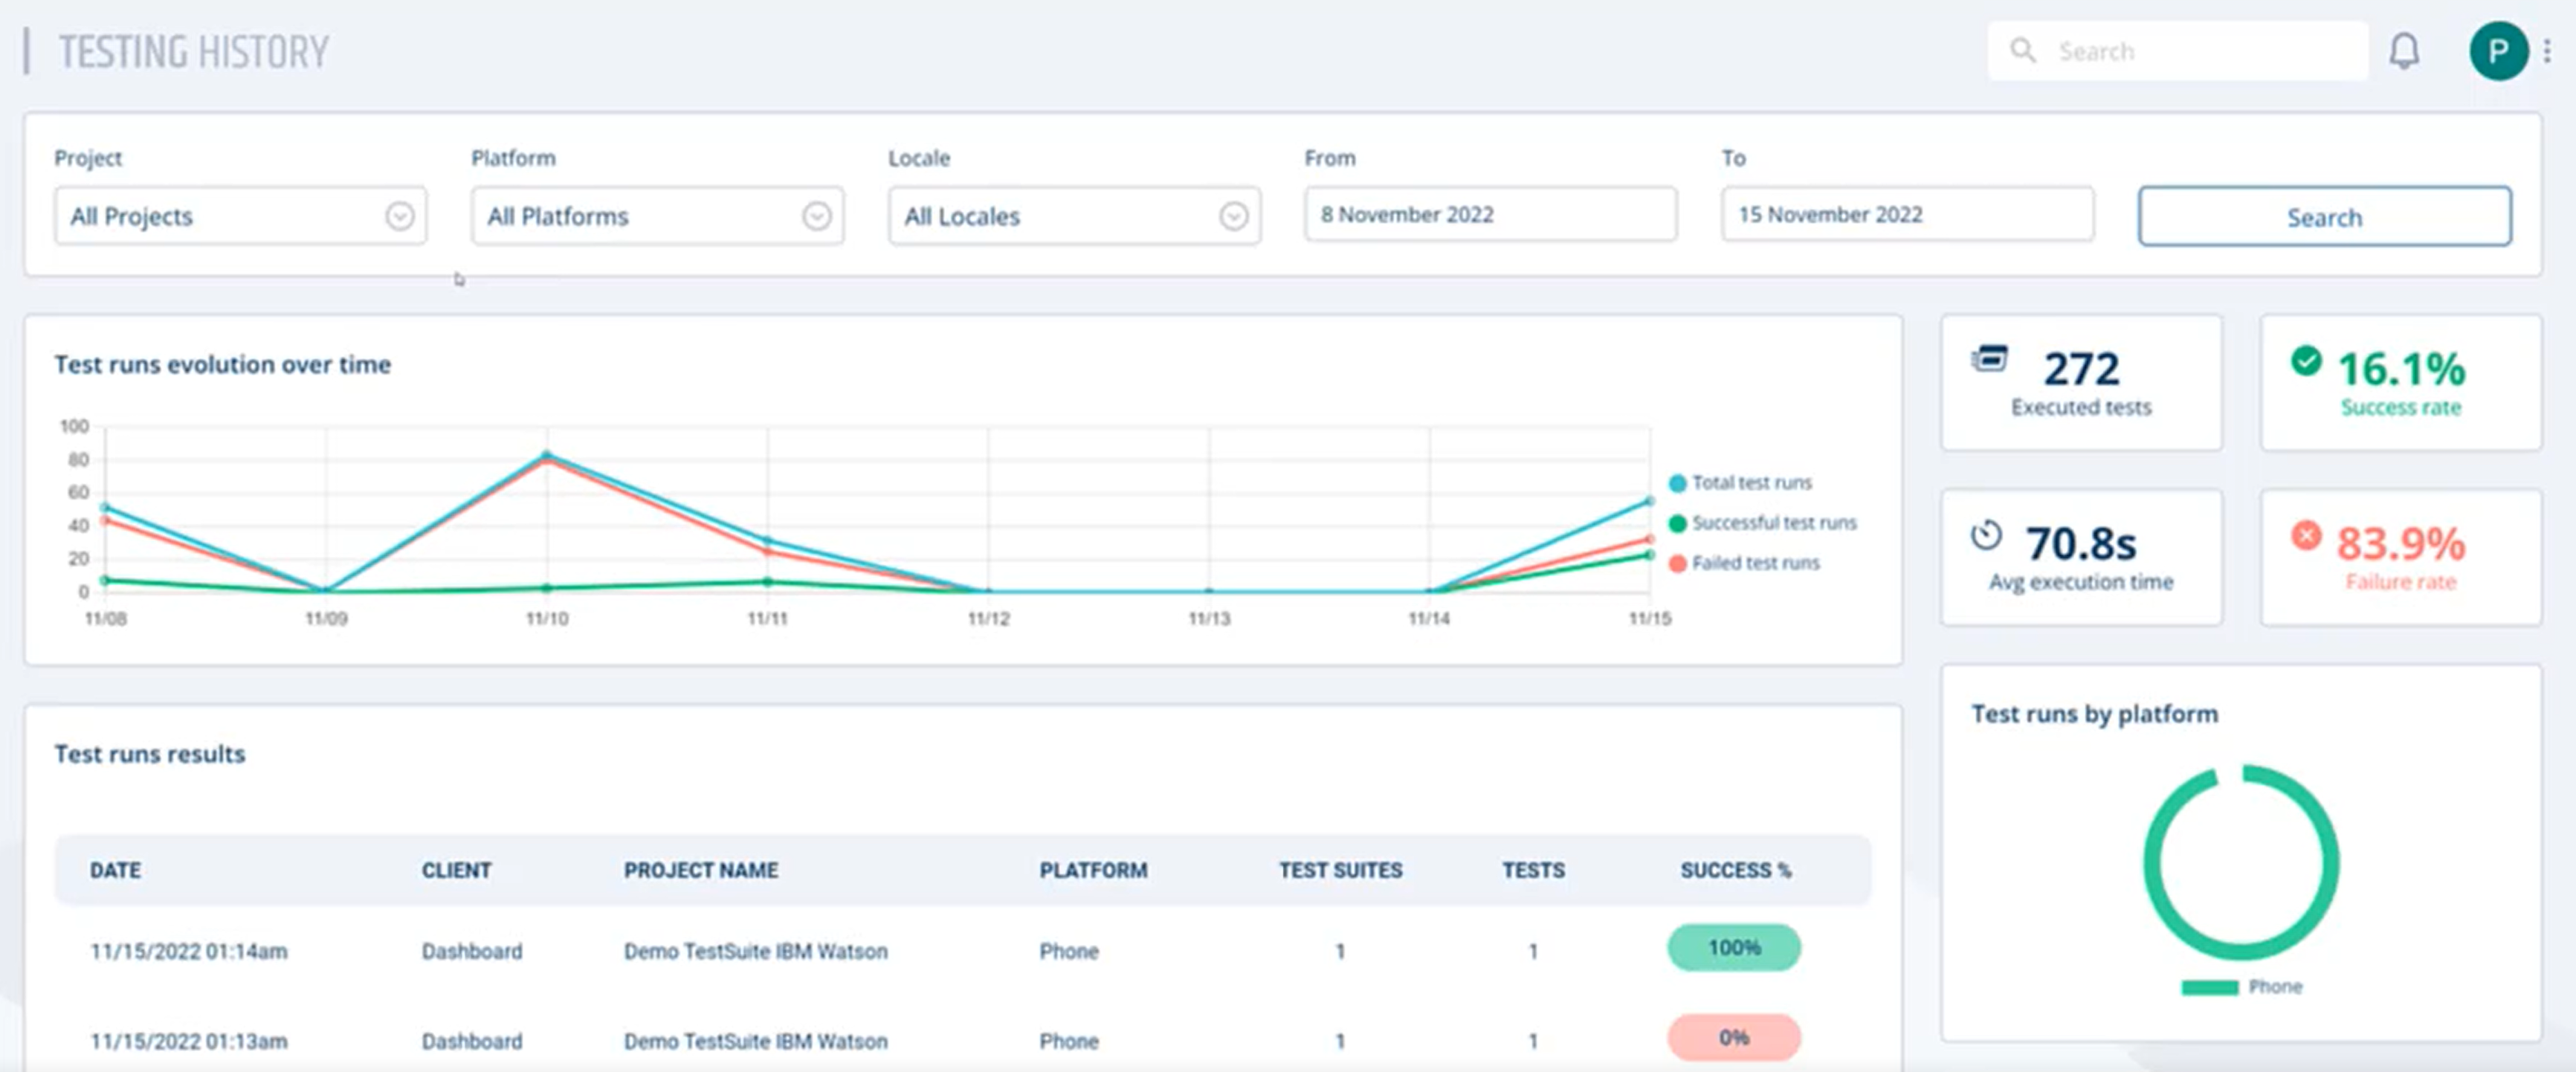 TESTING HISTORY
Search
P
Project
Platform
Locale
From
To
All Projects
All Platforms
All Locales
8 November 2022
15 November 2022
Search
Test runs evolution over time
100
80
60
40
20
0
11/08
11/09
11/10
11/11
11/12
11/13
11/14
11/15
Total test runs
Successful test runs
Failed test runs
272
Executed tests
16.1%
Success rate
70.8s
Avg execution time
83.9%
Failure rate
Test runs results
DATE CLIENT PROJECT NAME PLATFORM TEST SUITES TESTS SUCCESS %
11/15/2022 01:14am Dashboard Demo TestSuite IBM Watson Phone 1 1 100%
11/15/2022 01:13am Dashboard Demo TestSuite IBM Watson Phone 1 1 0%
Test runs by platform
Phone